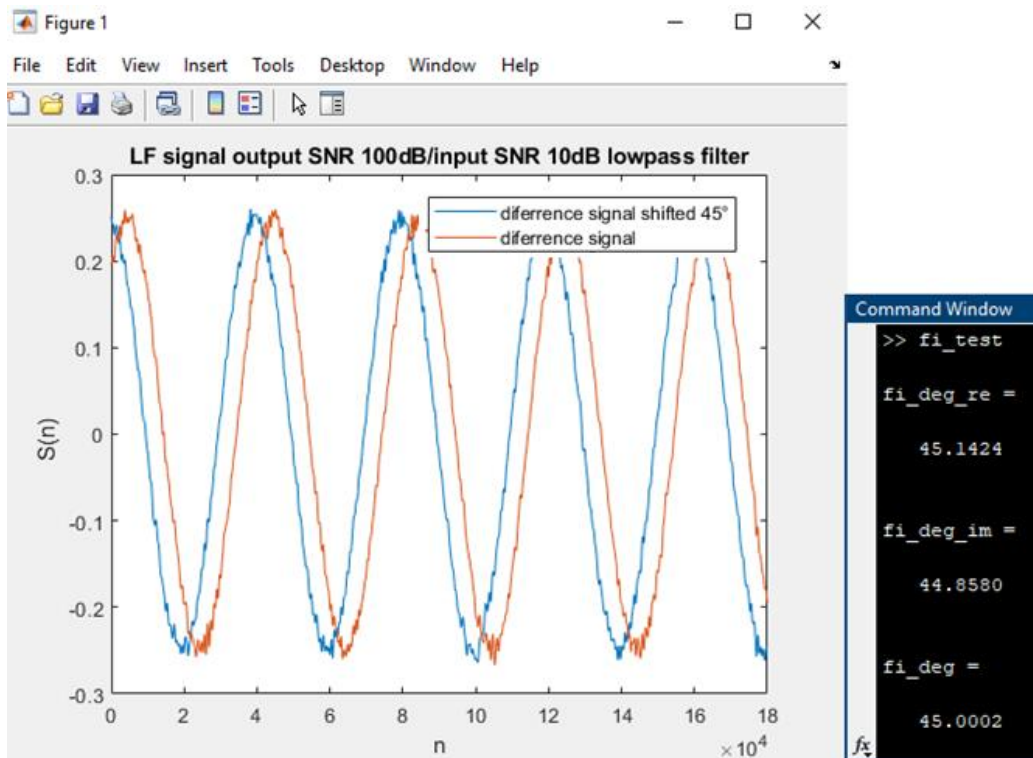 Figure 1
File Edit View Insert Tools Desktop Window Help
LF signal output SNR 100dB/input SNR 10dB lowpass filter
diferrence signal shifted 45°
diferrence signal
0.3
0.2
0.1
0
-0.1
-0.2
-0.3
S(n)
0 2 4 6 8 10 12 14 16 18
n
× 10^4
Command Window
>> fi_test
fi_deg_re =
45.1424
fi_deg_im =
44.8580
fi_deg =
45.0002
fx